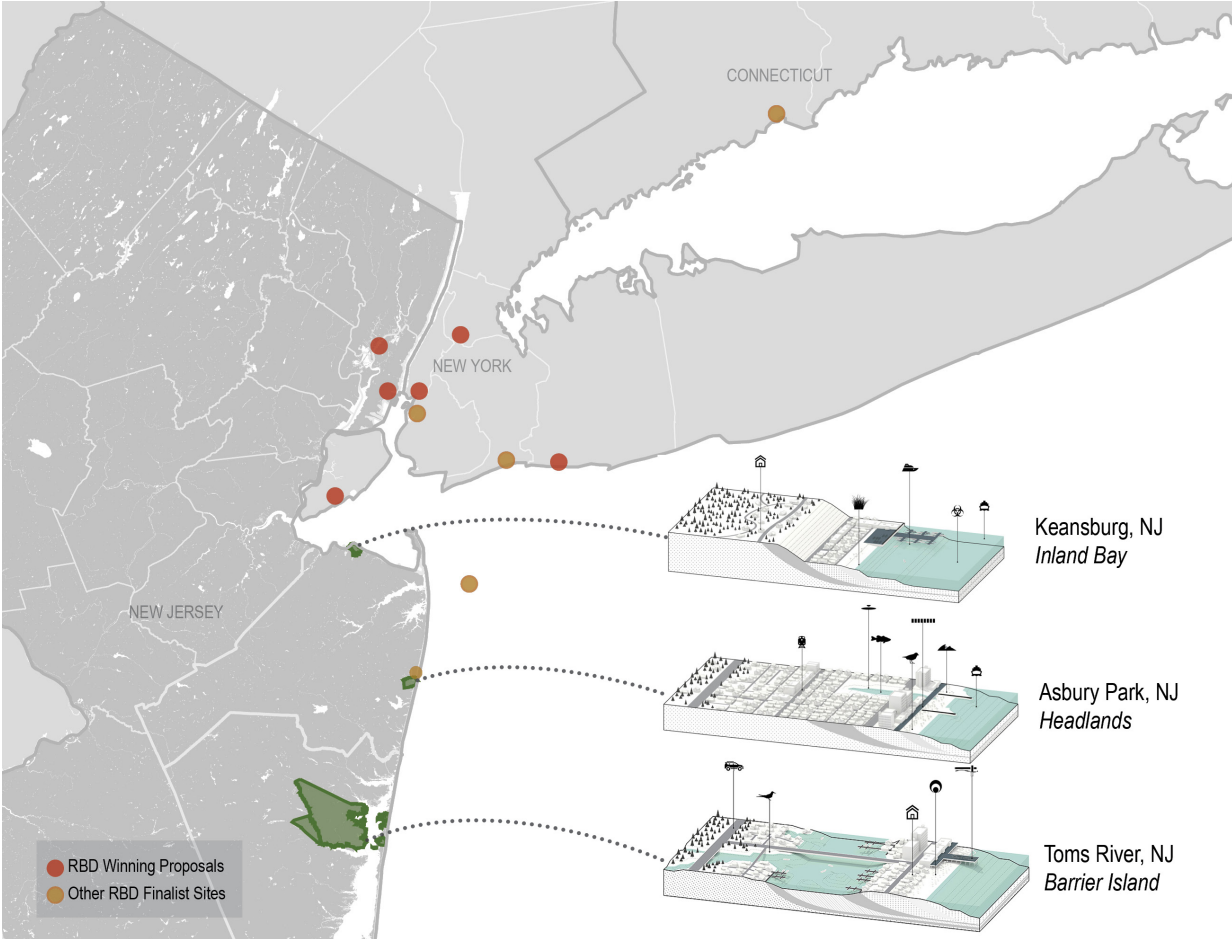 CONNECTICUT
NEW YORK
Keansburg, NJ
Inland Bay
NEW JERSEY
Asbury Park, NJ
Headlands
Toms River, NJ
Barrier Island
RBD Winning Proposals
Other RBD Finalist Sites